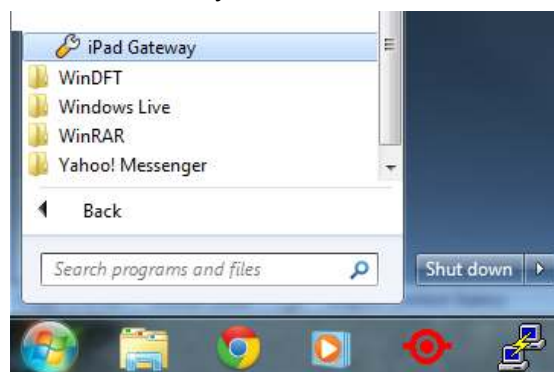 iPad Gateway
WinDFT
Windows Live
WinRAR
Yahoo! Messenger
Back
Search programs and files
Shut down